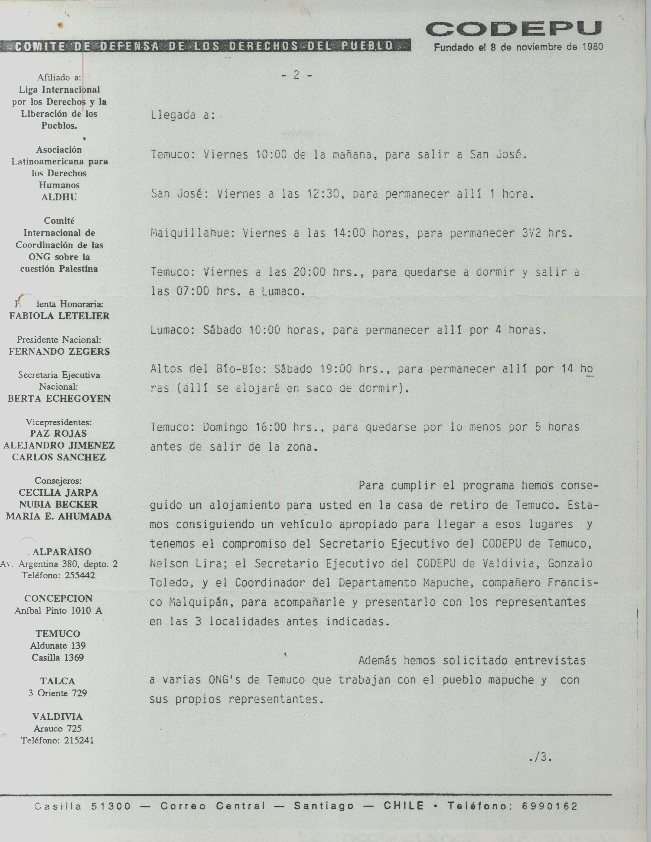 CODEPU
COMITE DE DEFENSA DE LOS DERECHOS DEL PUEBLO
Fundado el 8 de noviembre de 1980
Afiliado a:
Liga Internacional
por los Derechos y la
Liberación de los
Pueblos.
Asociación
Latinoamericana para
los Derechos
Humanos
ALDHU
Comité
Internacional de
Coordinación de las
ONG sobre la
cuestión Palestina
lenta Honoraria:
FABIOLA LETELIER
Presidente Nacional:
FERNANDO ZEGERS
Secretaria Ejecutiva
Nacional:
BERTA ECHEGOYEN
Vicepresidentes:
PAZ ROJAS
ALEJANDRO JIMENEZ
CARLOS SANCHEZ
Consejeros:
CECILIA JARPA
NUBIA BECKER
MARIA E. AHUMADA
ALPARAISO
Av. Argentina 380, depto. 2
Teléfono: 255442
CONCEPCION
Aníbal Pinto 1010 A
TEMUCO
Aldunate 139
Casilla 1369
TALCA
3 Oriente 729
VALDIVIA
Arauco 725
Teléfono: 215241
- 2 -
Llegada a:
Temuco: Viernes 10:00 de la mañana, para salir a San José.
San José: Viernes a las 12:30, para permanecer allí 1 hora.
Maiquillahue: Viernes a las 14:00 horas, para permanecer 3V2 hrs.
Temuco: Viernes a las 20:00 hrs., para quedarse a dormir y salir a
las 07:00 hrs. a Lumaco.
Lumaco: Sábado 10:00 horas, para permanecer allí por 4 horas.
Altos del Bío-Bío: Sábado 19:00 hrs., para permanecer allí por 14 ho
ras (allí se alojará en saco de dormir).
Temuco: Domingo 16:00 hrs., para quedarse por lo menos por 5 horas
antes de salir de la zona.
Para cumplir el programa hemos conse-
guido un alojamiento para usted en la casa de retiro de Temuco. Esta-
mos consiguiendo un vehículo apropiado para llegar a esos lugares y
tenemos el compromiso del Secretario Ejecutivo del CODEPU de Temuco,
Nelson Lira; el Secretario Ejecutivo del CODEPU de Valdivia, Gonzalo
Toledo, y el Coordinador del Departamento Mapuche, compañero Francis-
co Malquipán, para acompañarle y presentarlo con los representantes
en las 3 localidades antes indicadas.
Además hemos solicitado entrevistas
a varias ONG's de Temuco que trabajan con el pueblo mapuche y con
sus propios representantes.
./3.
Casilla 51300 — Correo Central — Santiago — CHILE • Teléfono: 6990162